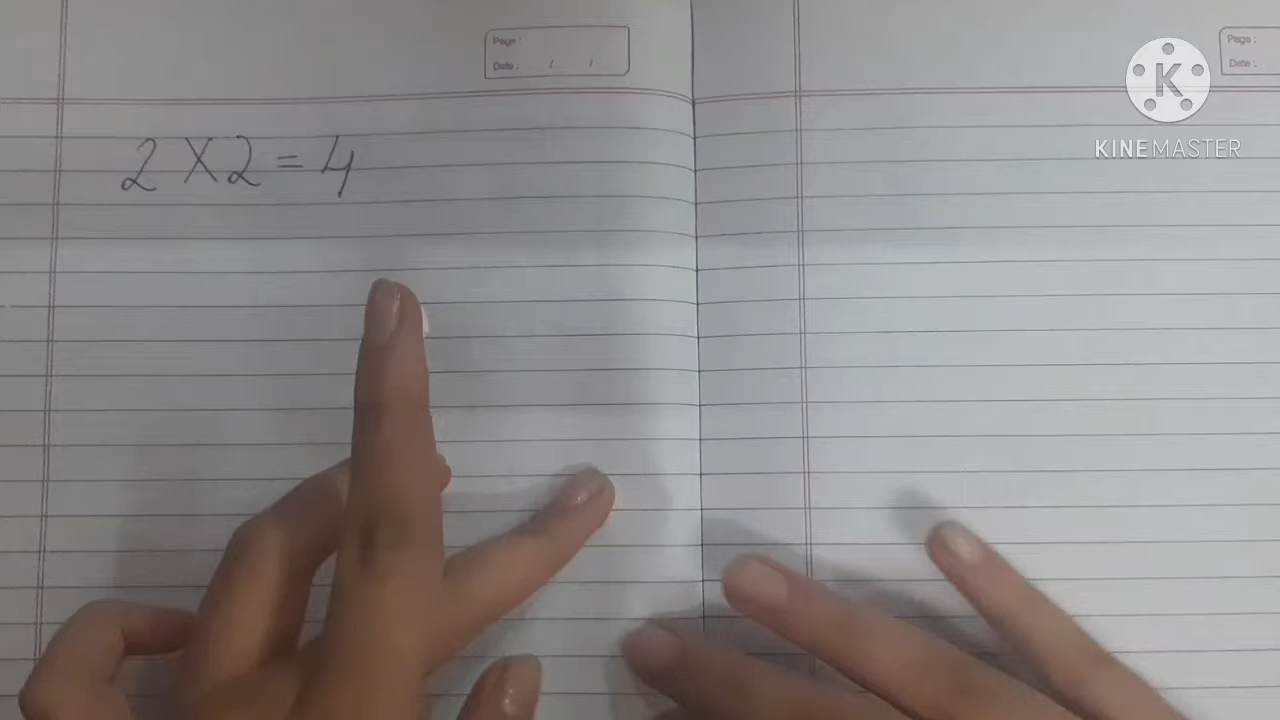 Page :
Date : / /
Page :
Date :
K
KINEMASTER
2 X 2 = 4